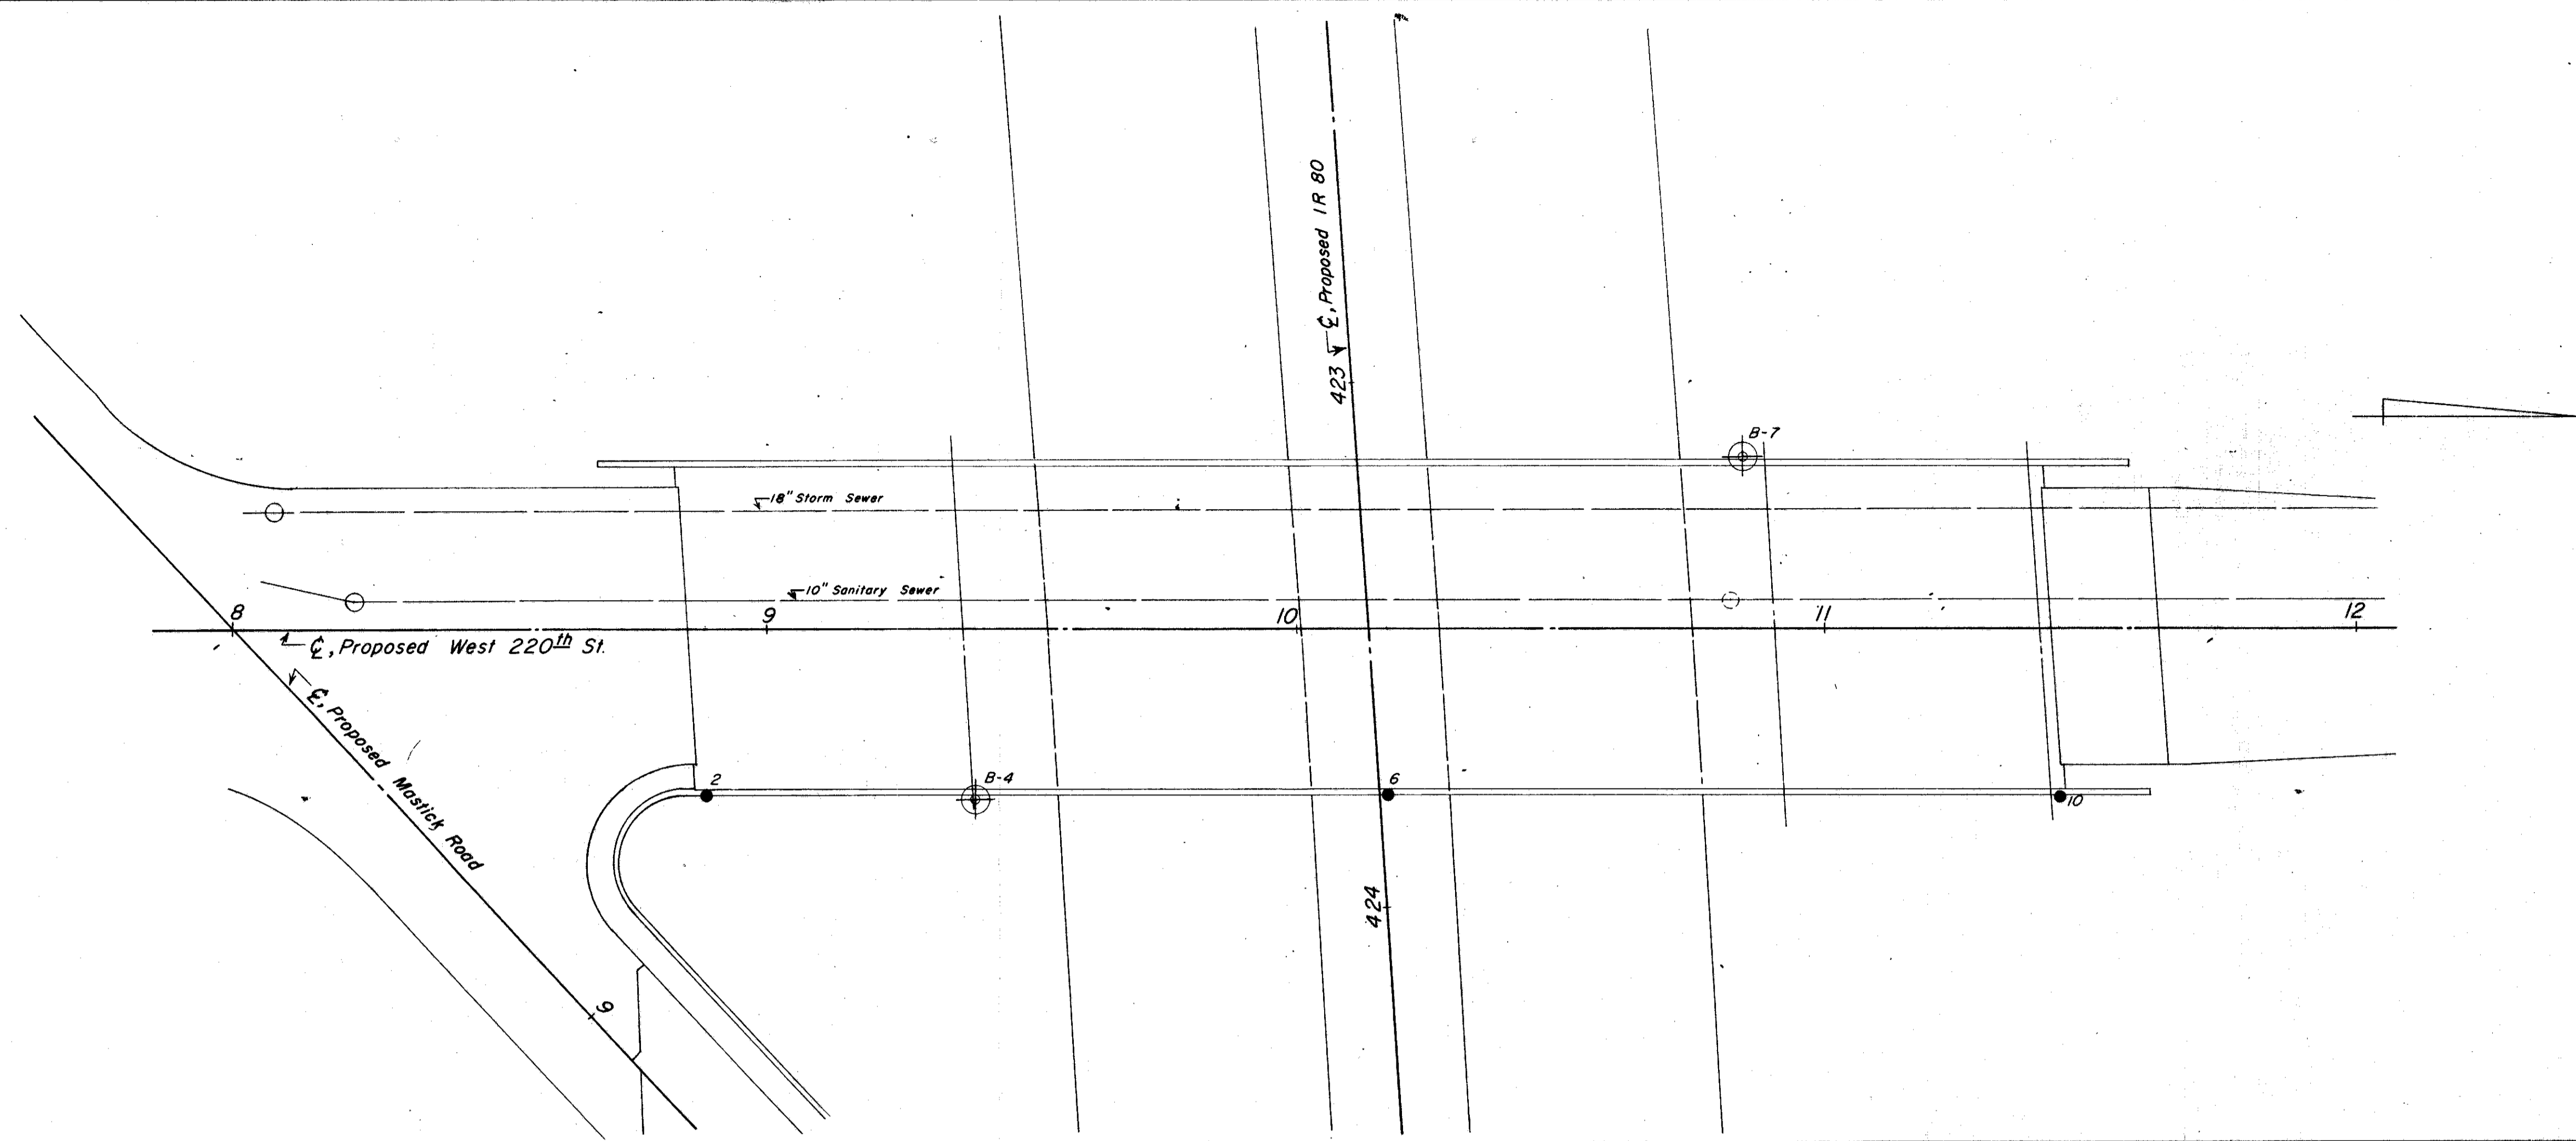 ℄, Proposed IR 80
423
B-7
18" Storm Sewer
10" Sanitary Sewer
8
9
10
11
12
℄, Proposed West 220th St.
℄, Proposed Mastick Road
2
B-4
6
10
424
9